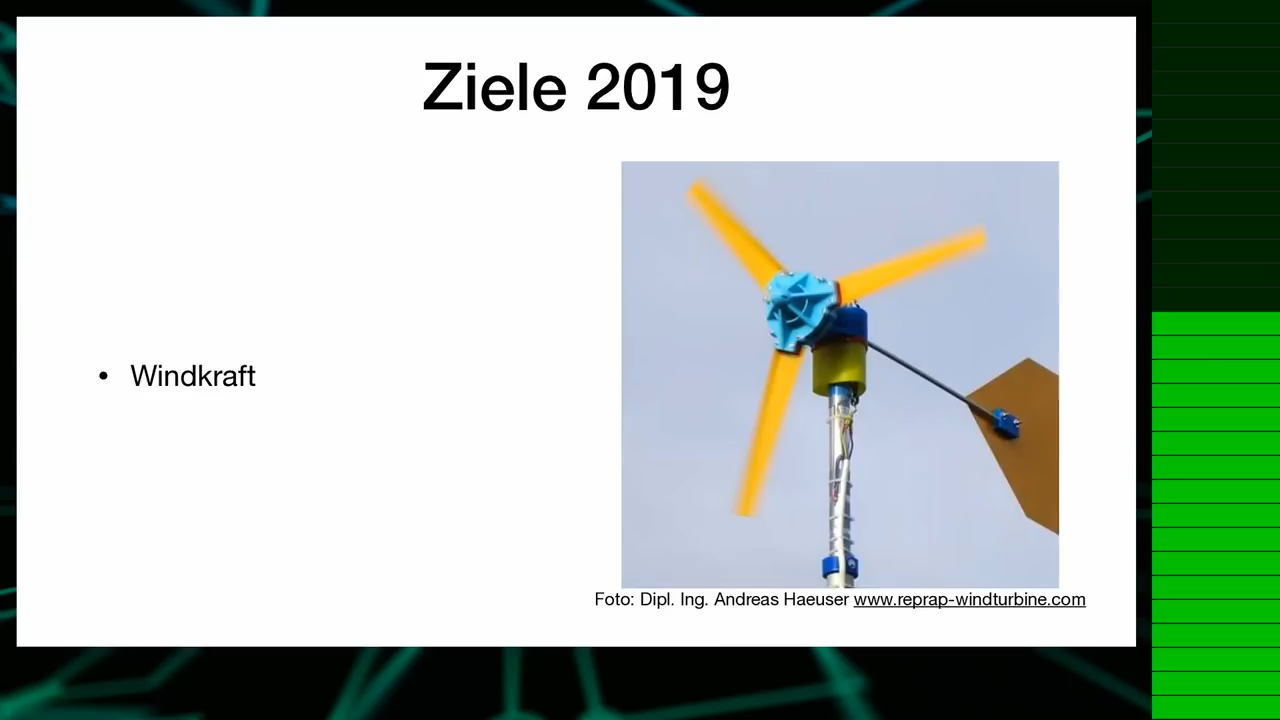 Ziele 2019
• Windkraft
Foto: Dipl. Ing. Andreas Haeuser www.reprap-windturbine.com